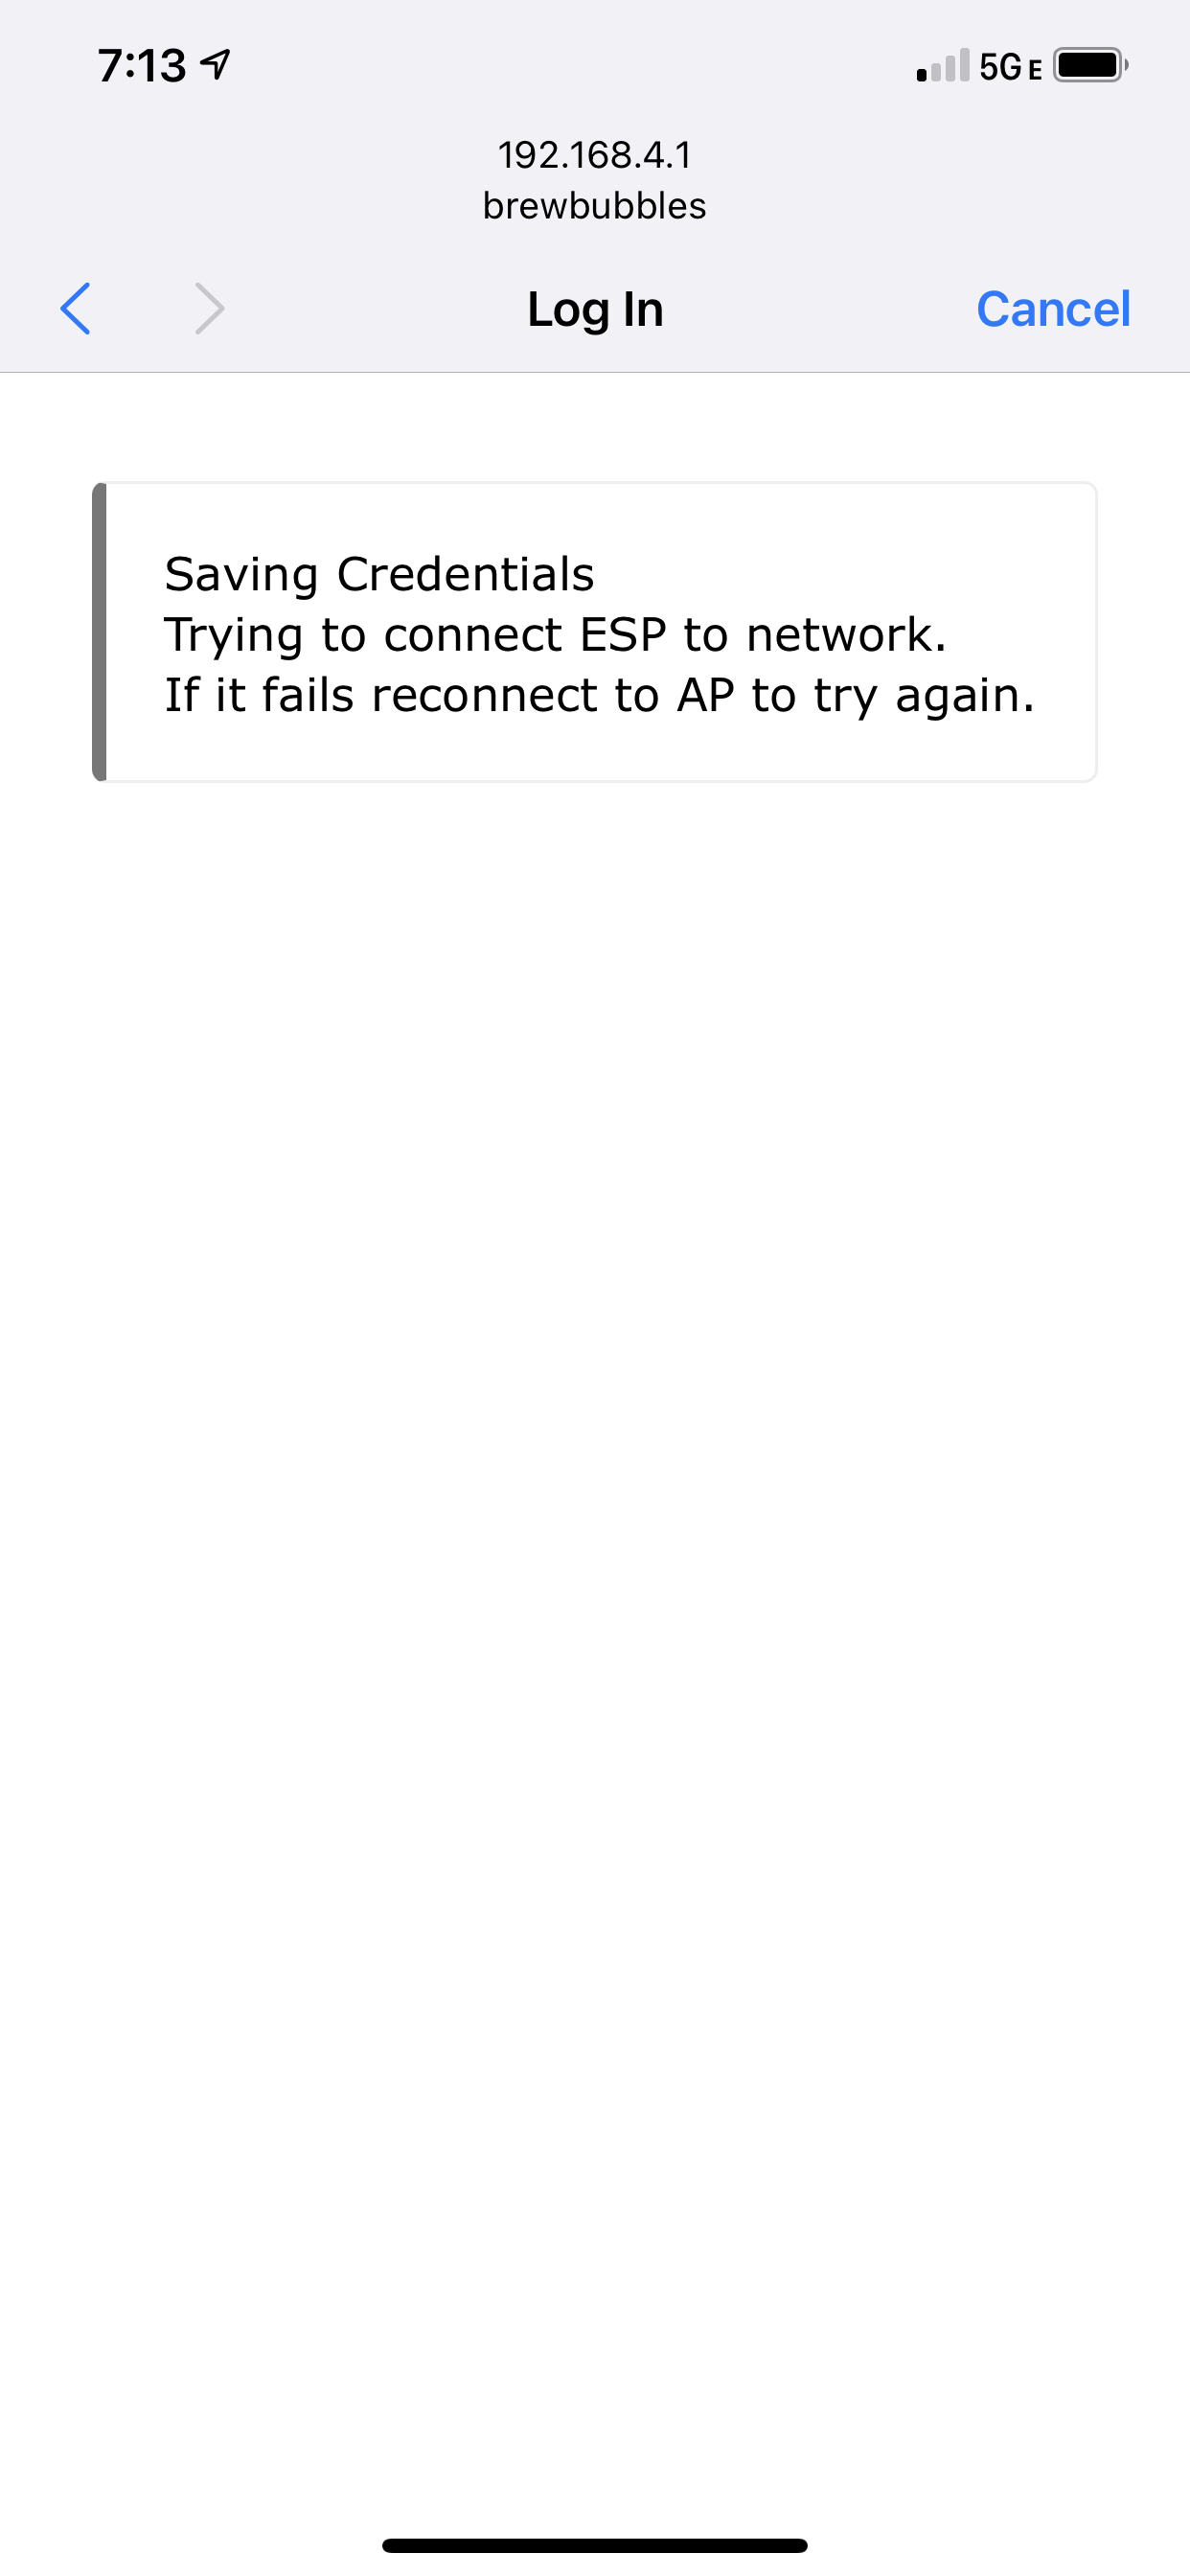 7:13
5G E
192.168.4.1
brewbubbles
Log In
Cancel
Saving Credentials
Trying to connect ESP to network.
If it fails reconnect to AP to try again.